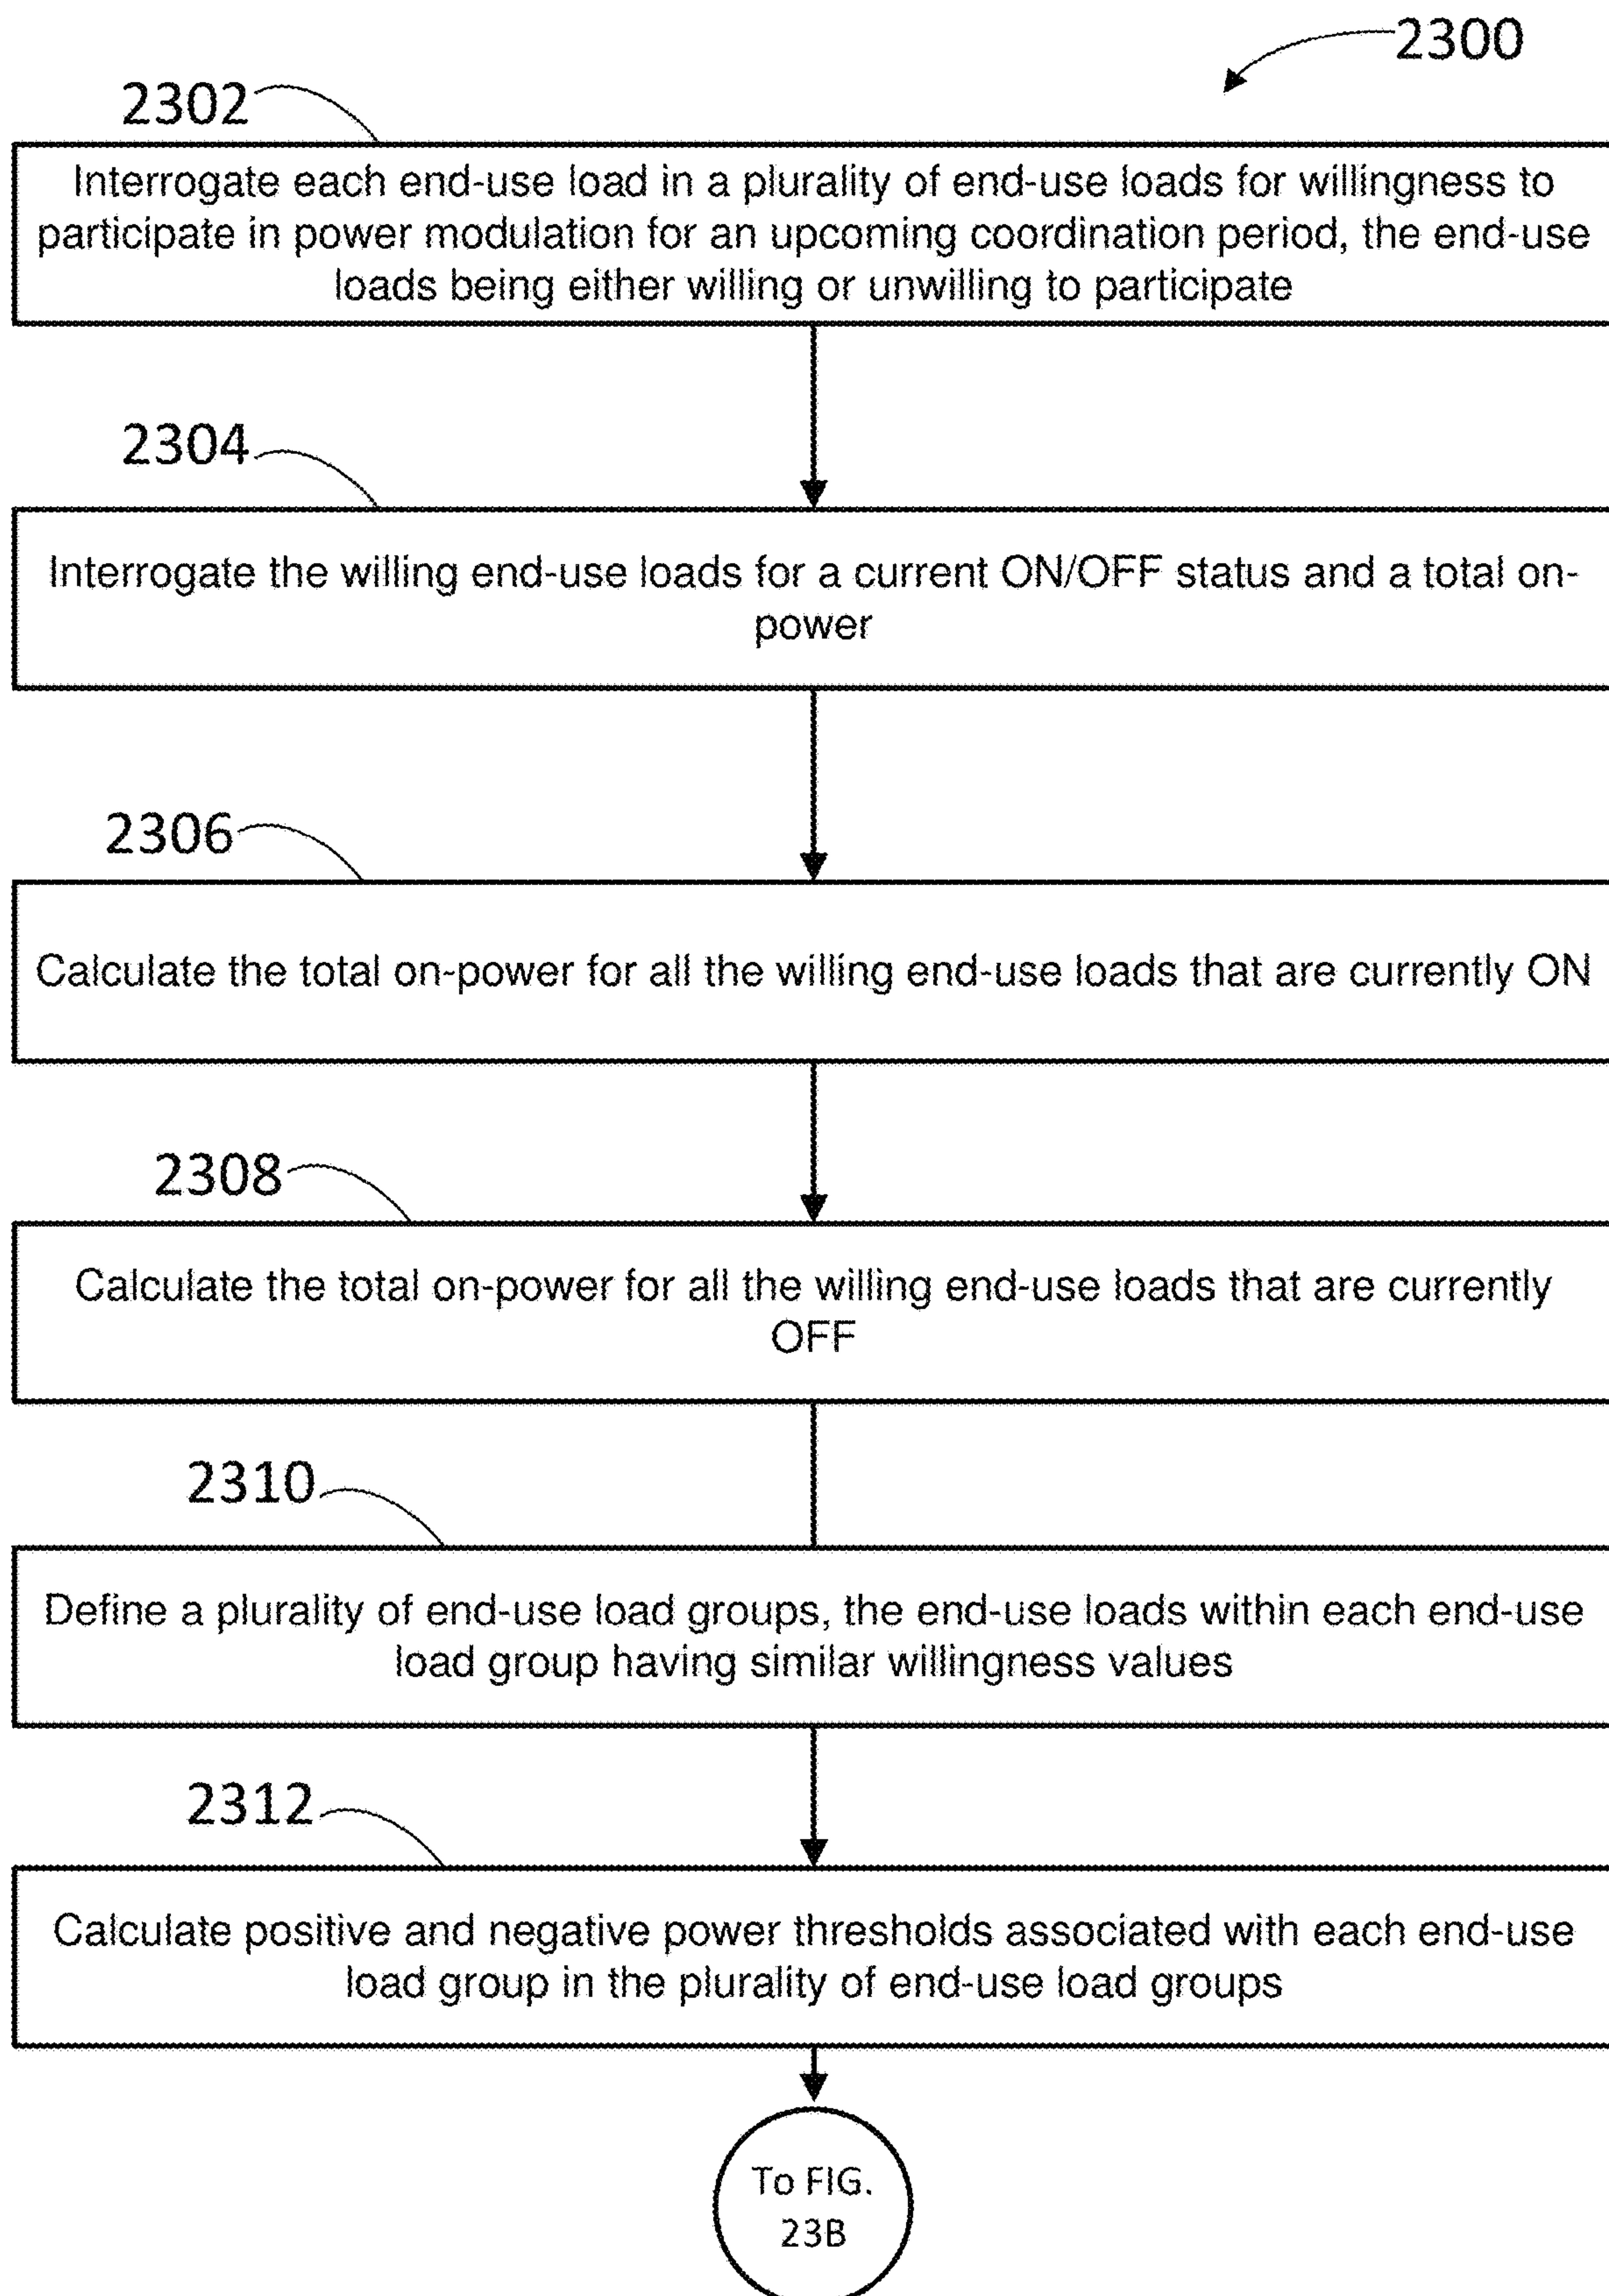 2300
2302
Interrogate each end-use load in a plurality of end-use loads for willingness to
participate in power modulation for an upcoming coordination period, the end-use
loads being either willing or unwilling to participate
2304
Interrogate the willing end-use loads for a current ON/OFF status and a total on-
power
2306
Calculate the total on-power for all the willing end-use loads that are currently ON
2308
Calculate the total on-power for all the willing end-use loads that are currently
OFF
2310
Define a plurality of end-use load groups, the end-use loads within each end-use
load group having similar willingness values
2312
Calculate positive and negative power thresholds associated with each end-use
load group in the plurality of end-use load groups
To FIG.
23B